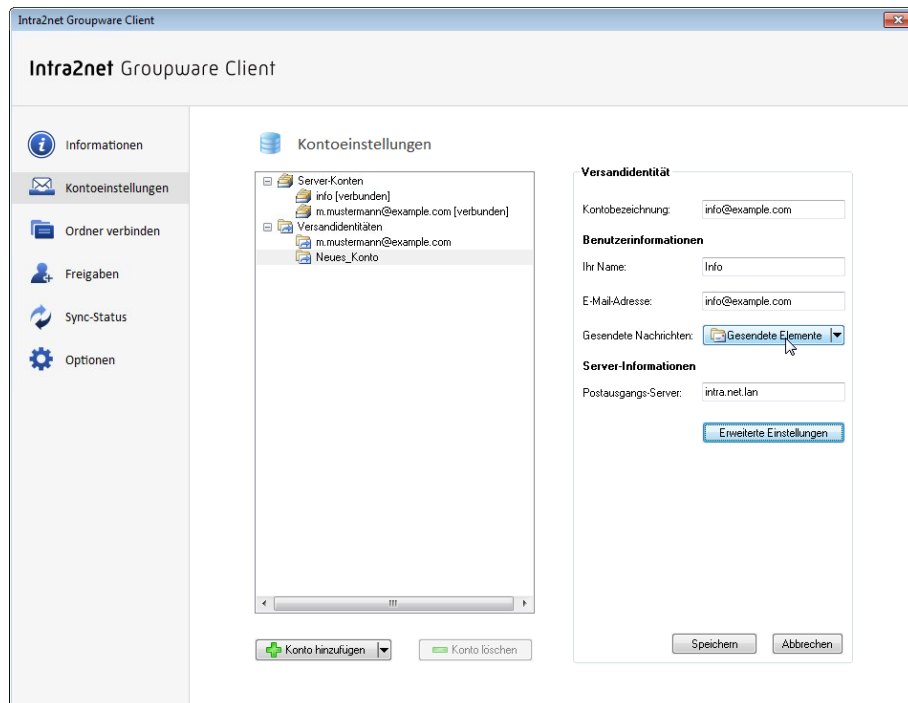 Intra2net Groupware Client
Intra2net Groupware Client
Informationen
Kontoeinstellungen
Ordner verbinden
Freigaben
Sync-Status
Optionen
Kontoeinstellungen
Server-Konten
info [verbunden]
m.mustermann@example.com [verbunden]
Versandidentitäten
m.mustermann@example.com
Neues_Konto
Konto hinzufügen
Konto löschen
Versandidentität
Kontobezeichnung: info@example.com
Benutzerinformationen
Ihr Name: Info
E-Mail-Adresse: info@example.com
Gesendete Nachrichten: Gesendete Elemente
Server-Informationen
Postausgangs-Server: intra.net.lan
Erweiterte Einstellungen
Speichern Abbrechen